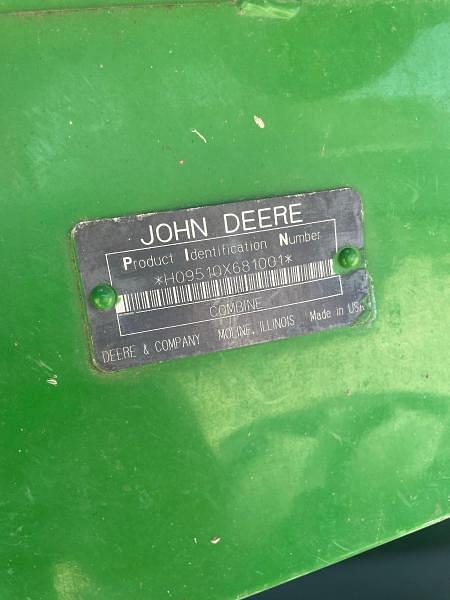 JOHN DEERE
Product Identification Number
*H09510X681001*
COMBINE
DEERE & COMPANY MOLINE, ILLINOIS Made in USA